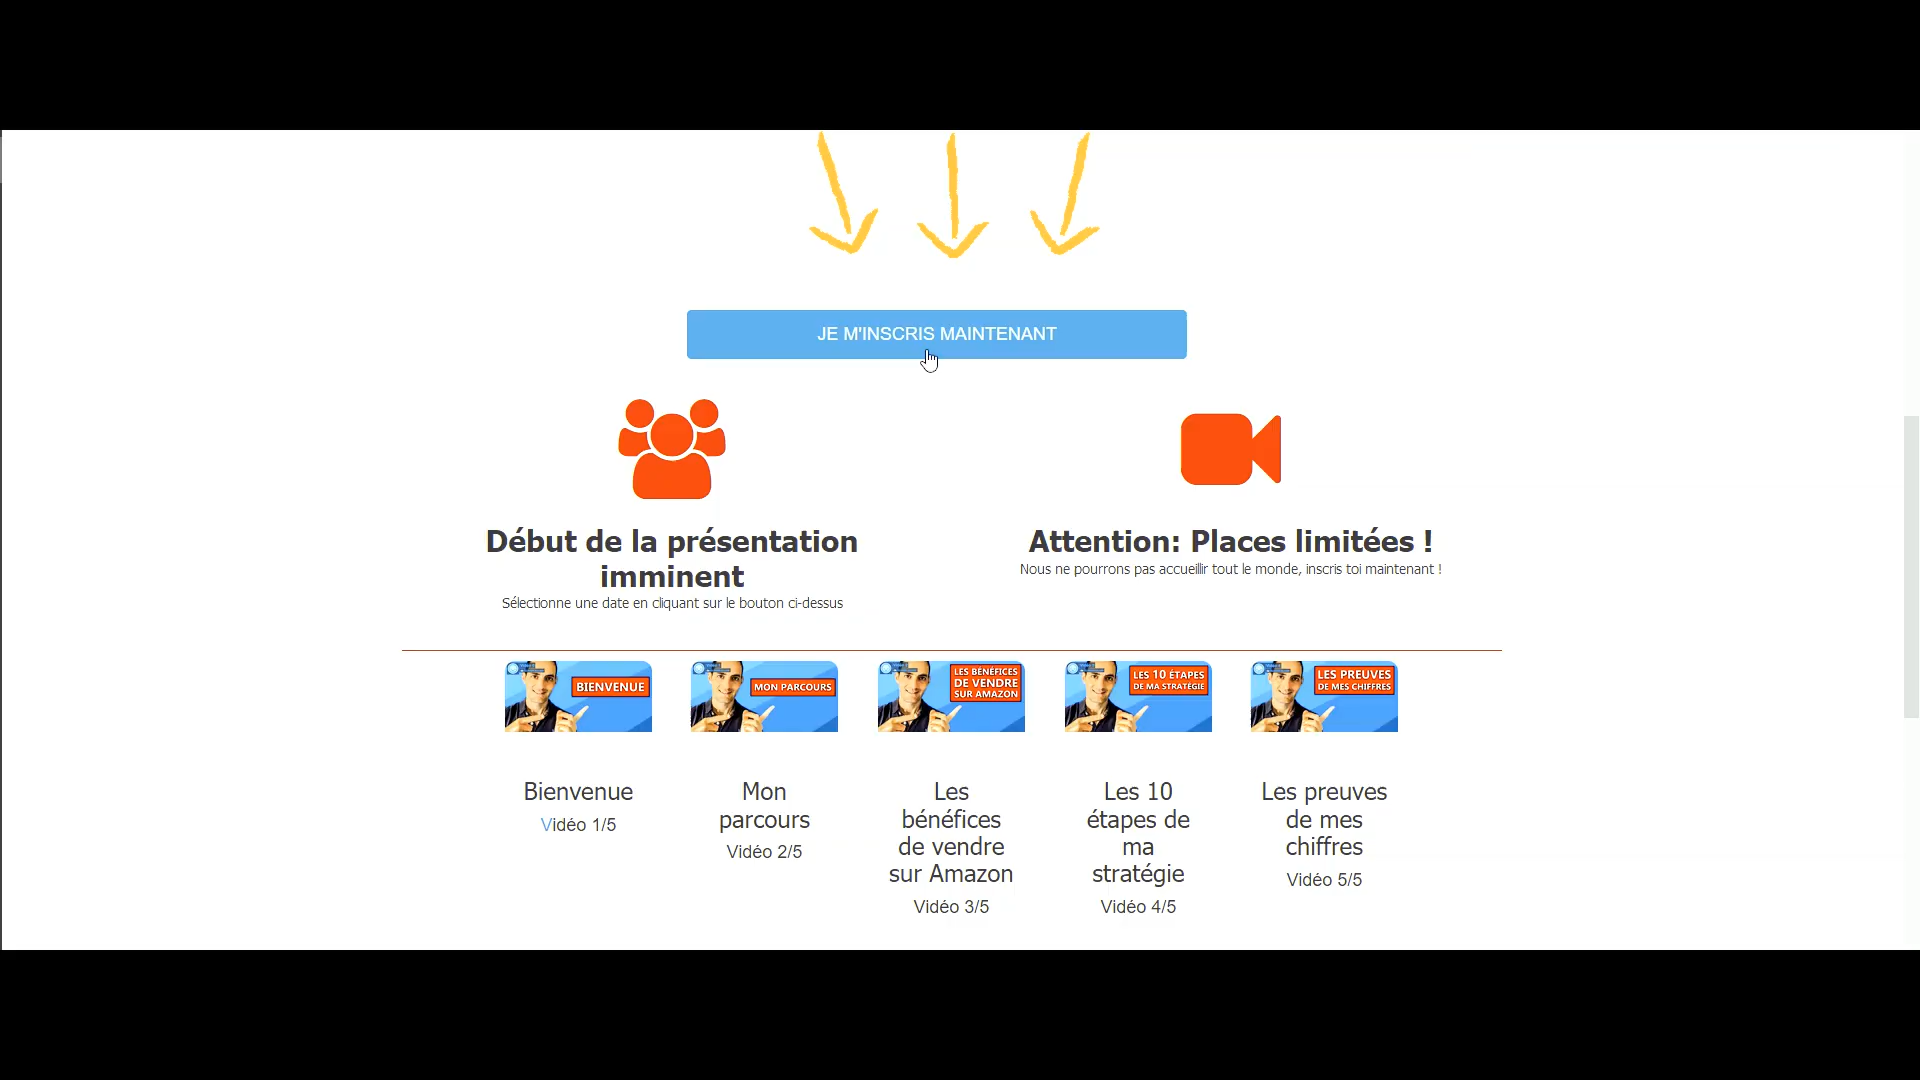 JE M'INSCRIS MAINTENANT
Début de la présentation
imminent
Sélectionne une date en cliquant sur le bouton ci-dessus
Attention: Places limitées !
Nous ne pourrons pas accueillir tout le monde, inscris toi maintenant !
BIENVENUE
MON PARCOURS
LES BÉNÉFICES
DE VENDRE
SUR AMAZON
LES 10 ÉTAPES
DE MA STRATÉGIE
LES PREUVES
DE MES CHIFFRES
Bienvenue
Vidéo 1/5
Mon
parcours
Vidéo 2/5
Les
bénéfices
de vendre
sur Amazon
Vidéo 3/5
Les 10
étapes de
ma
stratégie
Vidéo 4/5
Les preuves
de mes
chiffres
Vidéo 5/5